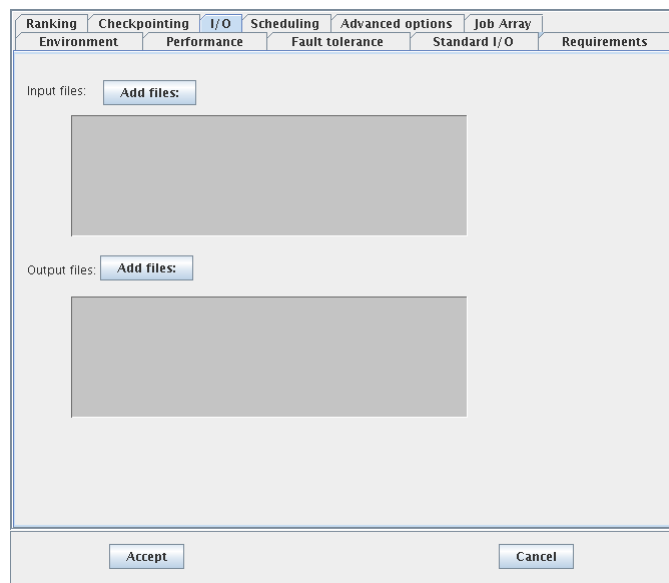 Ranking Checkpointing I/O Scheduling Advanced options Job Array
Environment Performance Fault tolerance Standard I/O Requirements
Input files: Add files:
Output files: Add files:
Accept Cancel